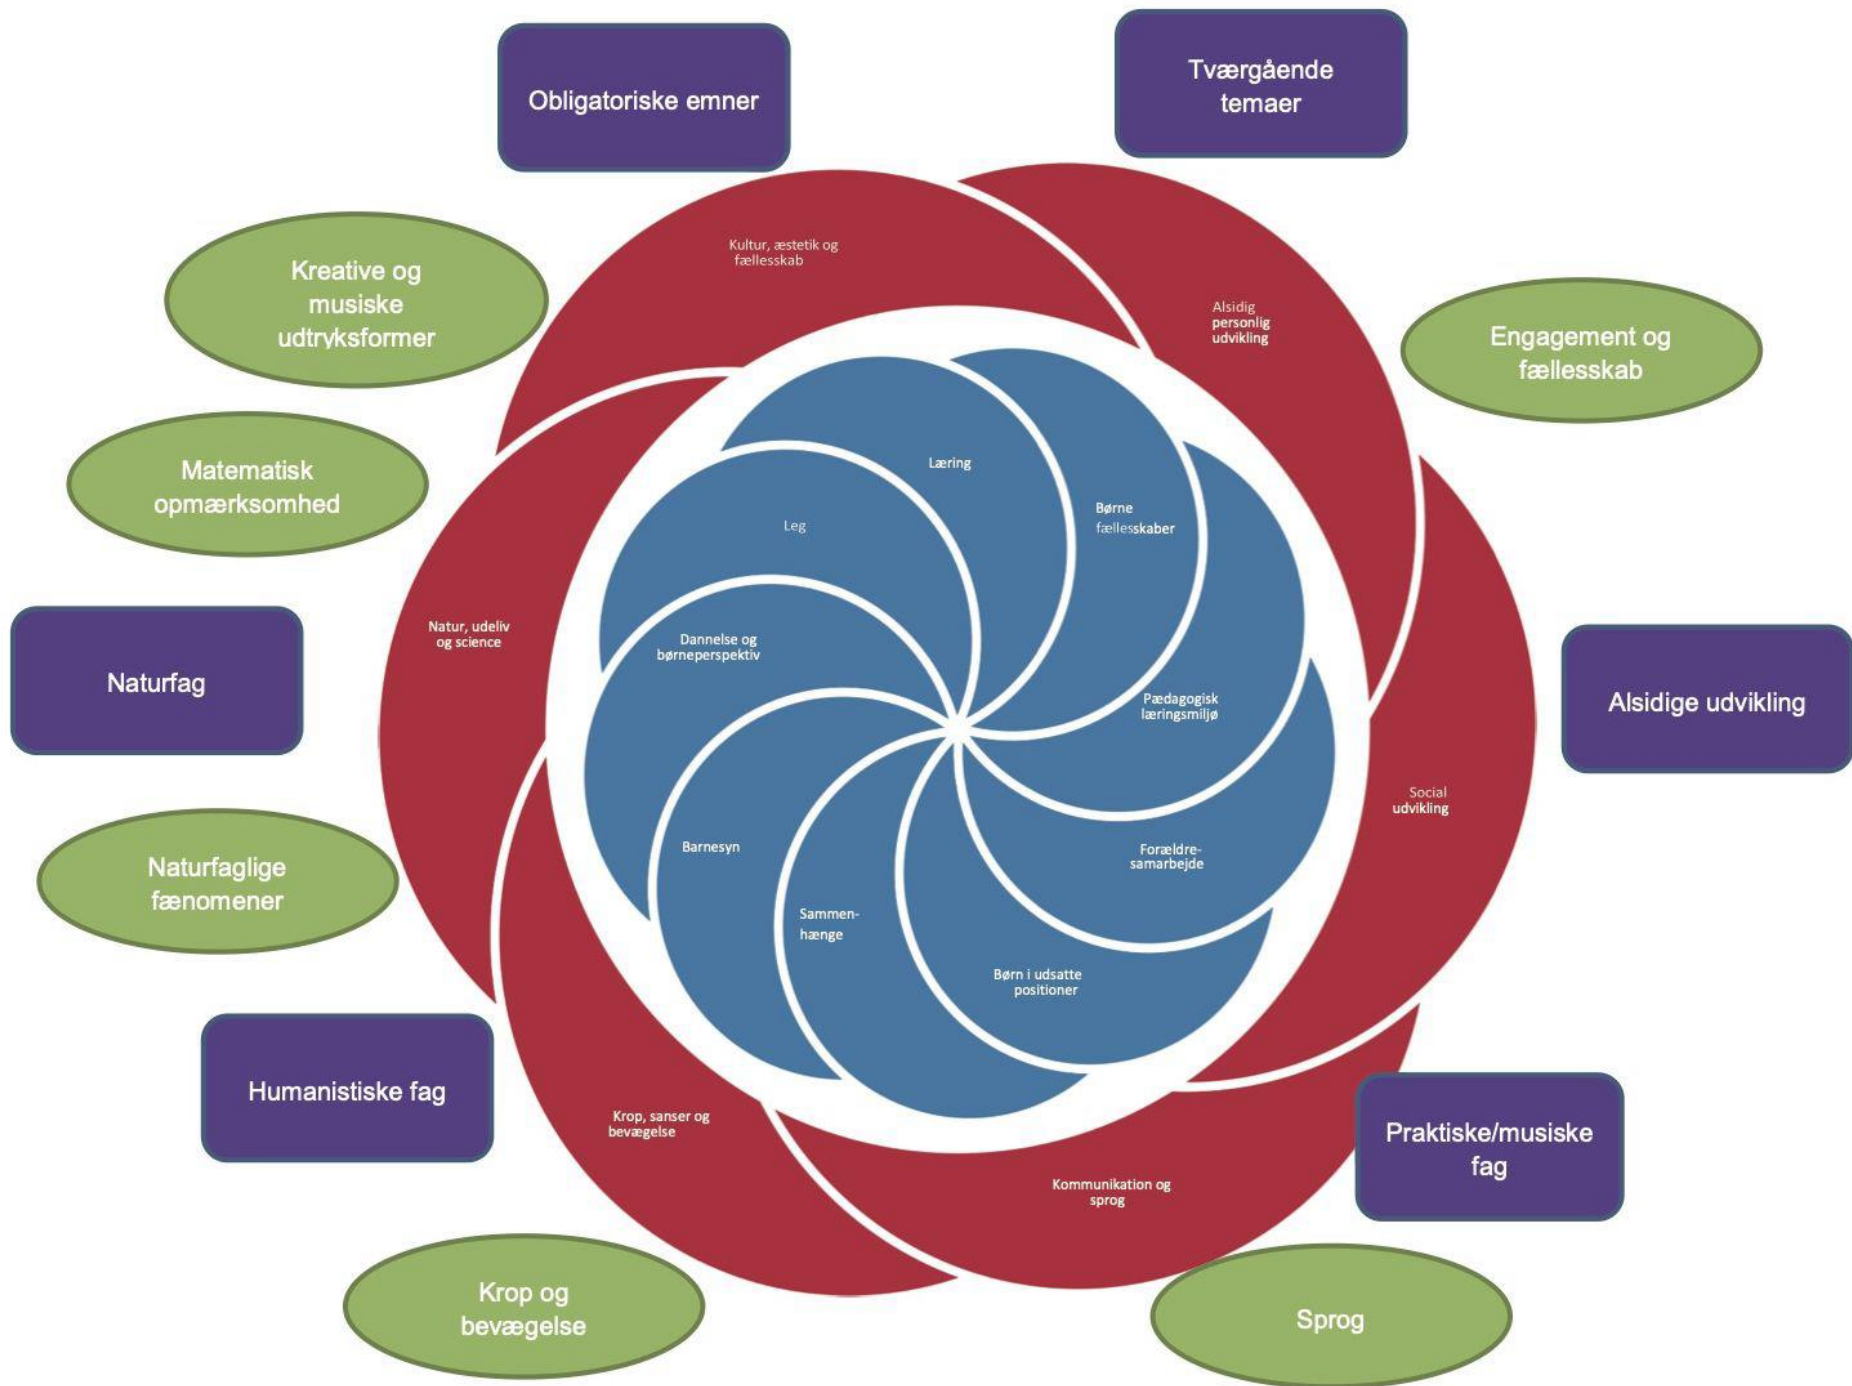 Obligatoriske emner
Tværgående
temaer
Kreative og
musiske
udtryksformer
Kultur, æstetik og
fællesskab
Alsidig
personlig
udvikling
Engagement og
fællesskab
Matematisk
opmærksomhed
Læring
Leg
Børne
fællesskaber
Natur, udeliv
og science
Dannelse og
børneperspektiv
Naturfag
Pædagogisk
læringsmiljø
Alsidige udvikling
Social
udvikling
Barnesyn
Forældre-
samarbejde
Naturfaglige
fænomener
Sammen-
hænge
Børn i udsatte
positioner
Humanistiske fag
Krop, sanser og
bevægelse
Praktiske/musiske
fag
Kommunikation og
sprog
Krop og
bevægelse
Sprog